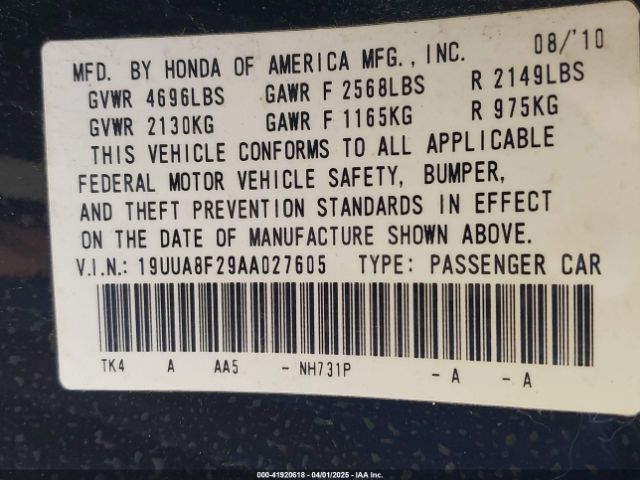 MFD. BY HONDA OF AMERICA MFG., INC. 08/'10
GVWR 4696LBS GAWR F 2568LBS R 2149LBS
GVWR 2130KG GAWR F 1165KG R 975KG
THIS VEHICLE CONFORMS TO ALL APPLICABLE
FEDERAL MOTOR VEHICLE SAFETY, BUMPER,
AND THEFT PREVENTION STANDARDS IN EFFECT
ON THE DATE OF MANUFACTURE SHOWN ABOVE.
V.I.N.: 19UUA8F29AA027605 TYPE: PASSENGER CAR
TK4 A AA5 - NH731P - A - A
000-41920618 - 04/01/2025 - IAA Inc.